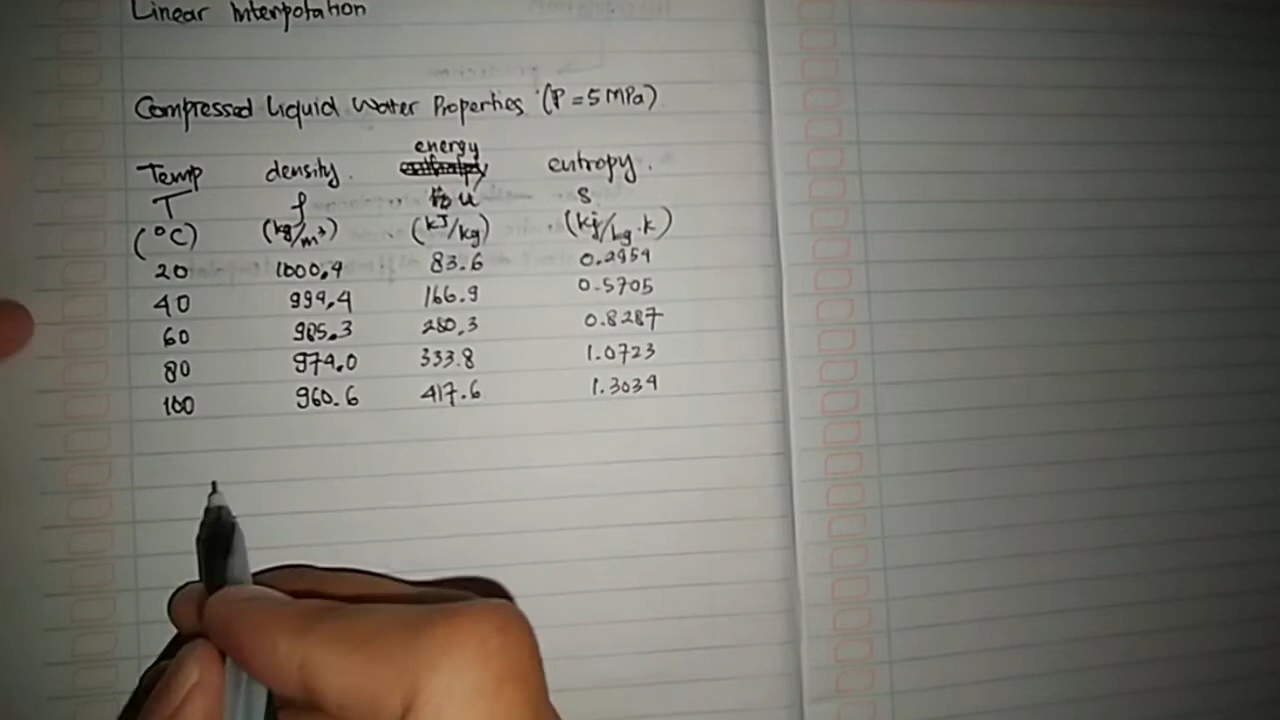 Linear Interpolation
Compressed Liquid Water Properties (P = 5 MPa)
Temp density. energy entropy.
T ρ u s
(°C) (kg/m³) (kJ/kg) (kj/kg.k)
20 1000,4 83.6 0.2954
40 999,4 166.9 0.5705
60 985.3 250,3 0.8287
80 974.0 333.8 1.0723
100 960.6 417.6 1.3034